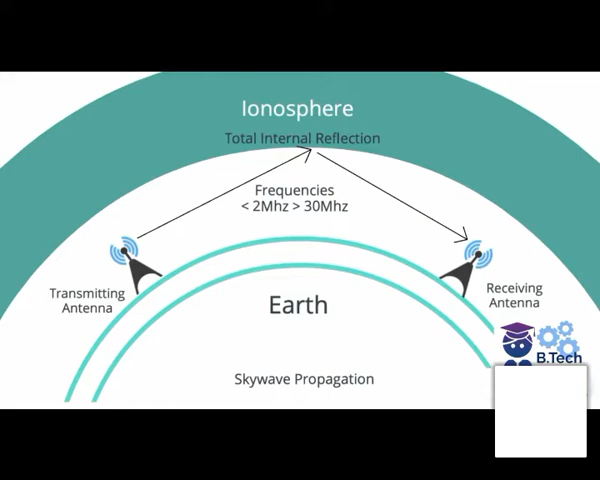 Ionosphere
Total Internal Reflection
Frequencies
< 2Mhz > 30Mhz
Transmitting
Antenna
Receiving
Antenna
Earth
B.Tech
Skywave Propagation